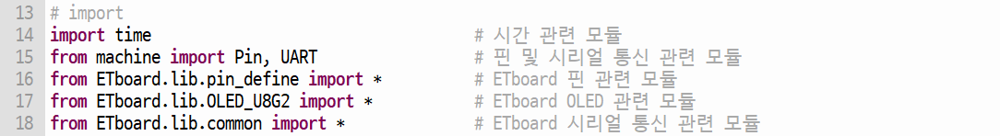 13 # import
14 import time # 시간 관련 모듈
15 from machine import Pin, UART # 핀 및 시리얼 통신 관련 모듈
16 from ETboard.lib.pin_define import * # ETboard 핀 관련 모듈
17 from ETboard.lib.OLED_U8G2 import * # ETboard OLED 관련 모듈
18 from ETboard.lib.common import * # ETboard 시리얼 통신 관련 모듈